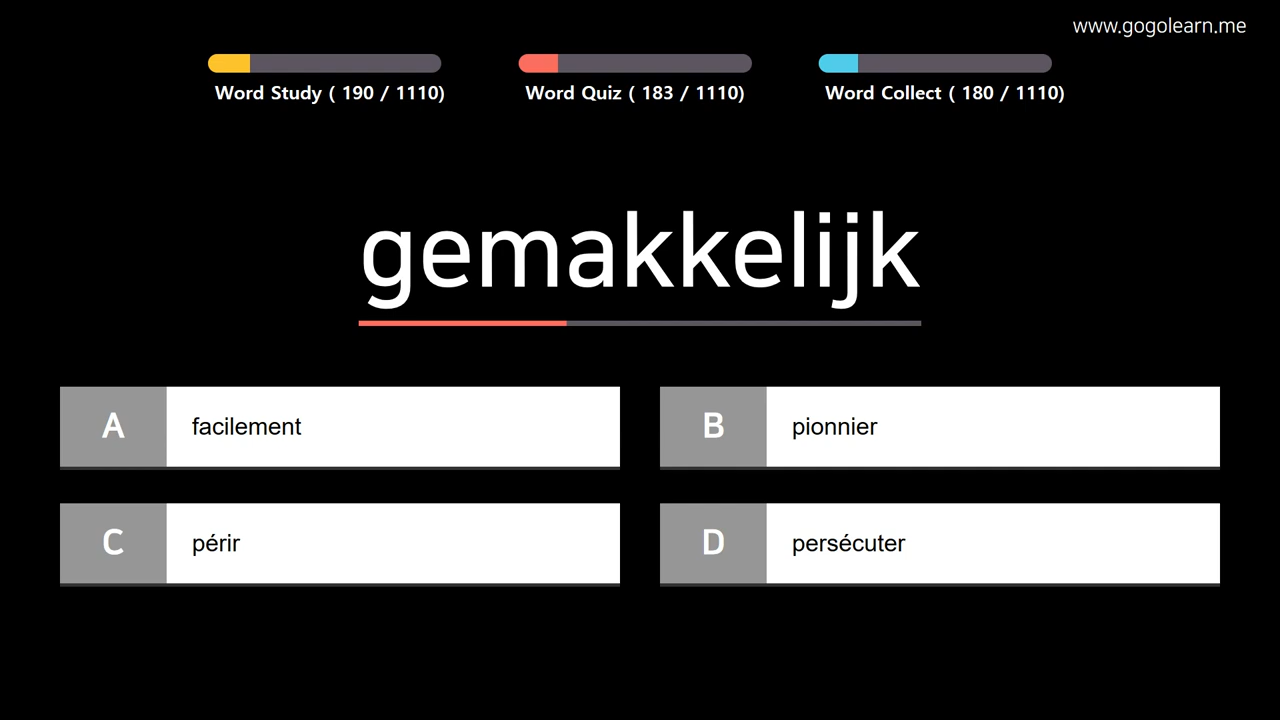 www.gogolearn.me
Word Study ( 190 / 1110)
Word Quiz ( 183 / 1110)
Word Collect ( 180 / 1110)
gemakkelijk
A facilement
B pionnier
C périr
D persécuter